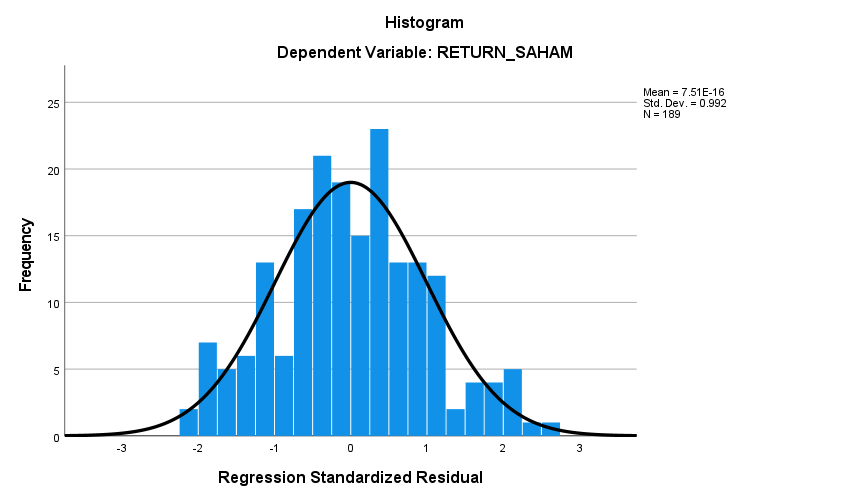 Histogram
Dependent Variable: RETURN_SAHAM
Mean = 7.51E-16
Std. Dev. = 0.992
N = 189
Frequency
25
20
15
10
5
0
-3 -2 -1 0 1 2 3
Regression Standardized Residual